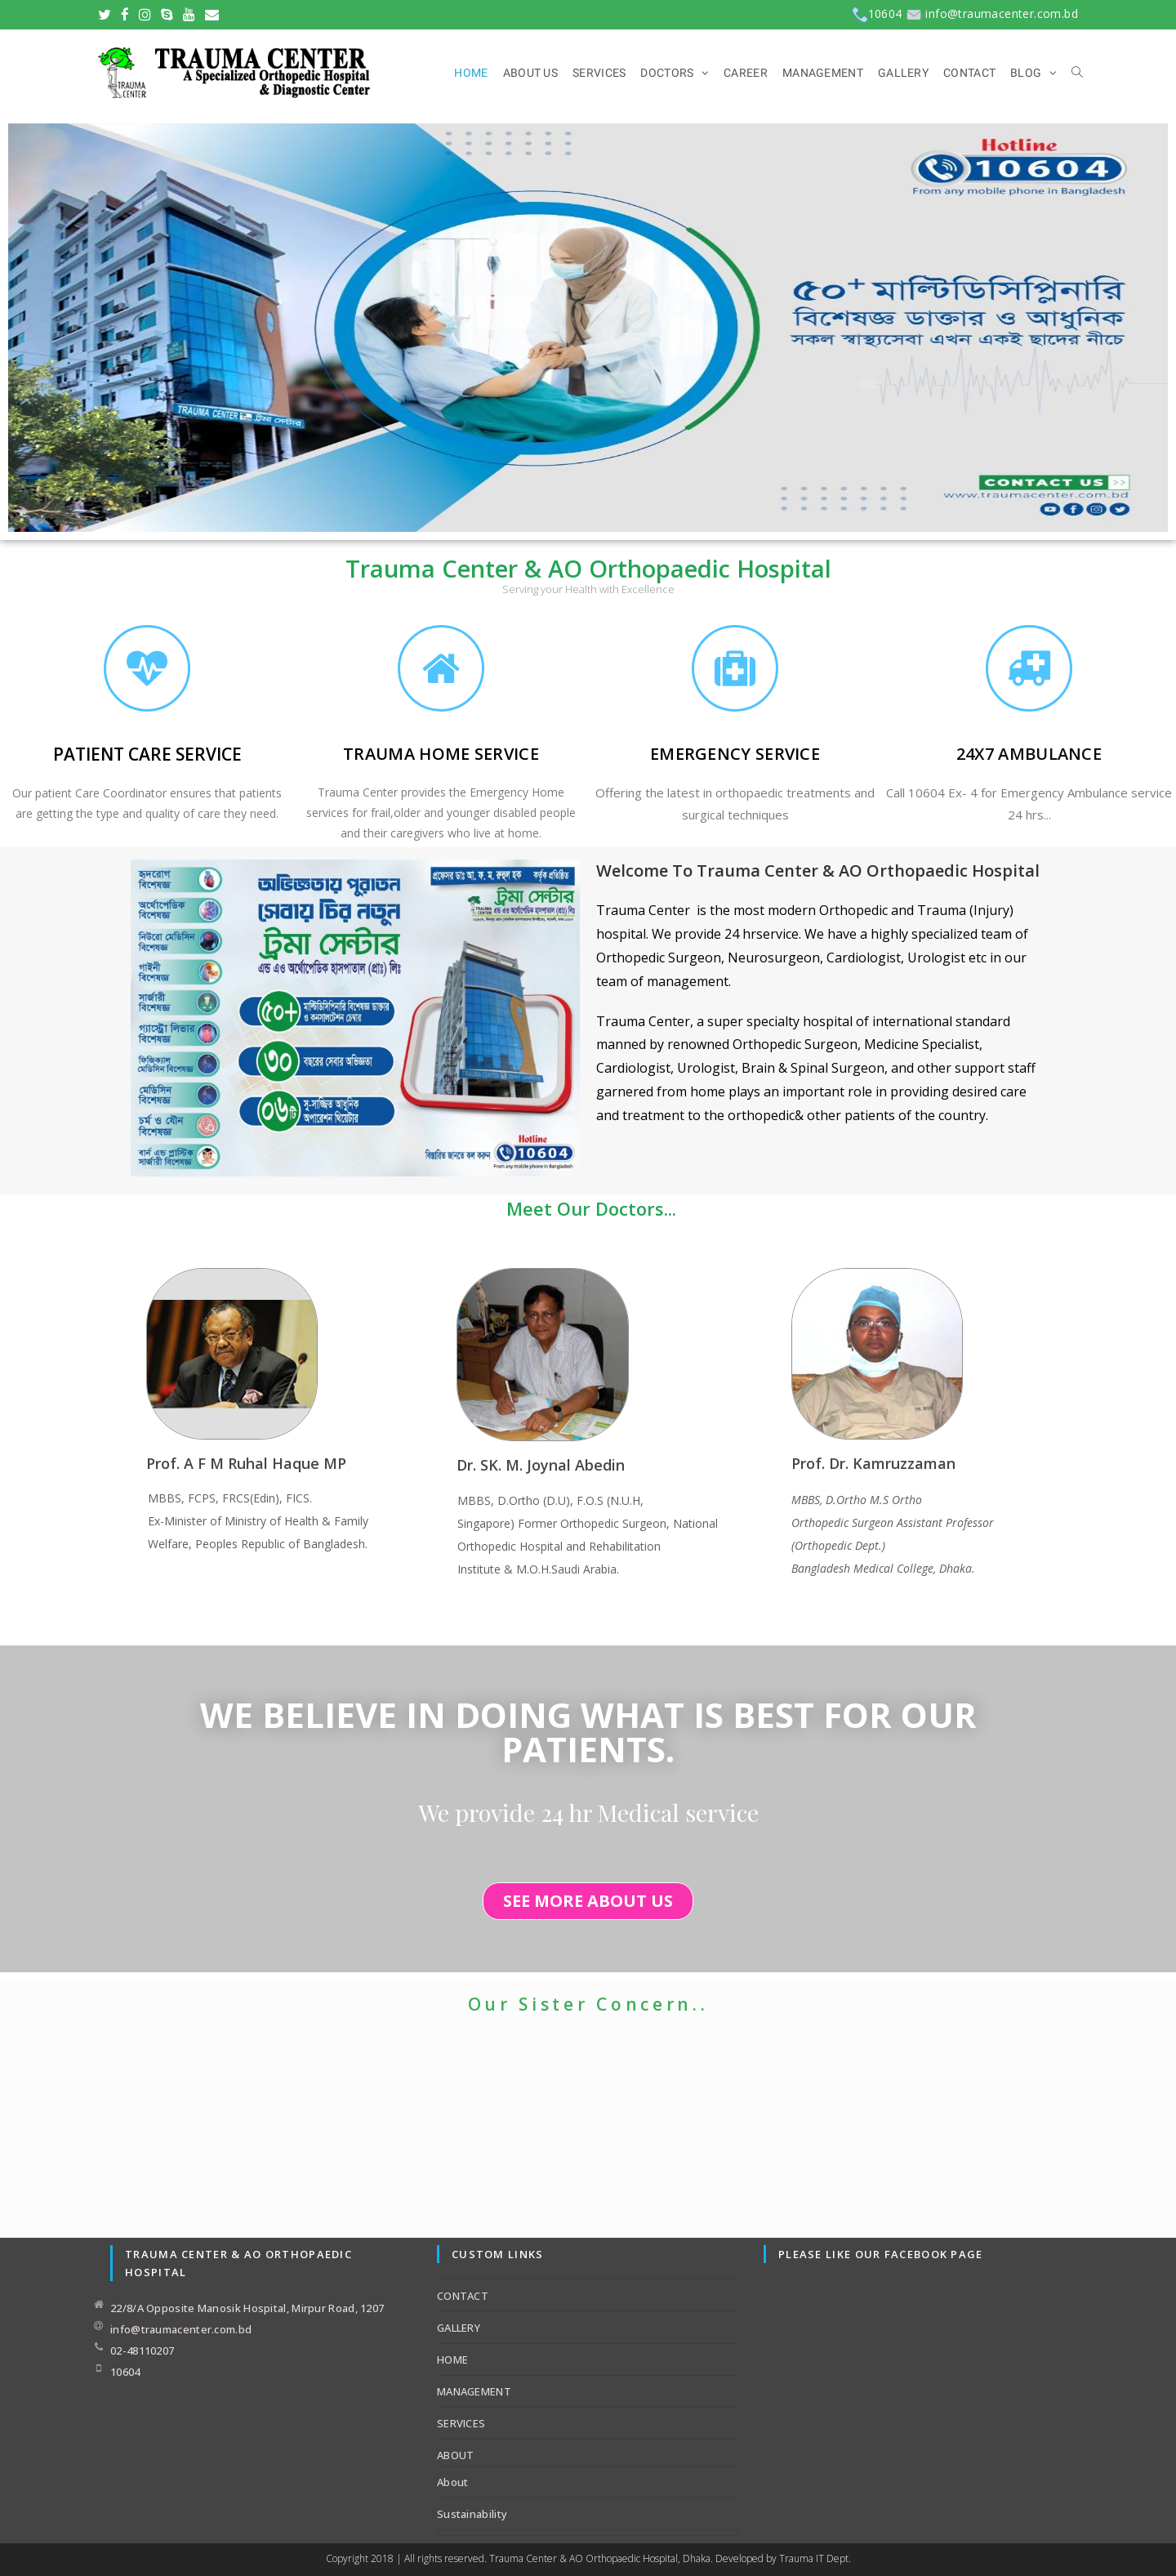 10604 info@traumacenter.com.bd
TRAUMA CENTER
A Specialized Orthopedic Hospital
& Diagnostic Center
TRAUMA
CENTER
HOME ABOUT US SERVICES DOCTORS CAREER MANAGEMENT GALLERY CONTACT BLOG
Hotline
10604
From any mobile phone in Bangladesh
৫০+ মাল্টিডিসিপ্লিনারি
বিশেষজ্ঞ ডাক্তার ও আধুনিক
সকল স্বাস্থ্যসেবা এখন একই ছাদের নীচে
TRAUMA CENTER
CONTACT US >>
www.traumacenter.com.bd
Trauma Center & AO Orthopaedic Hospital
Serving your Health with Excellence
PATIENT CARE SERVICE
Our patient Care Coordinator ensures that patients
are getting the type and quality of care they need.
TRAUMA HOME SERVICE
Trauma Center provides the Emergency Home
services for frail,older and younger disabled people
and their caregivers who live at home.
EMERGENCY SERVICE
Offering the latest in orthopaedic treatments and
surgical techniques
24X7 AMBULANCE
Call 10604 Ex- 4 for Emergency Ambulance service
24 hrs...
হৃদরোগ
বিশেষজ্ঞ
অর্থোপেডিক
বিশেষজ্ঞ
নিউরো মেডিসিন
বিশেষজ্ঞ
গাইনী
বিশেষজ্ঞ
সার্জারী
বিশেষজ্ঞ
গ্যাস্ট্রো লিভার
বিশেষজ্ঞ
ফিজিক্যাল
মেডিসিন বিশেষজ্ঞ
মেডিসিন
বিশেষজ্ঞ
চর্ম ও যৌন
বিশেষজ্ঞ
বার্ন এন্ড প্লাস্টিক
সার্জারী বিশেষজ্ঞ
অভিজ্ঞতায় পুরাতন
সেবায় চির নতুন
ট্রমা সেন্টার
এন্ড এও অর্থোপেডিক হাসপাতাল (প্রাঃ) লিঃ
৫০+ মাল্টিডিসিপ্লিনারি বিশেষজ্ঞ ডাক্তার
ও কনসালটেশন চেম্বার
৩০ বছরের সেবার অভিজ্ঞতা
০৬টি সু-সাজ্জিত আধুনিক
অপারেশন থিয়েটার
প্রফেসর ডাঃ আ. ফ. ম. রুহুল হক কর্তৃক প্রতিষ্ঠিত
ট্রমা সেন্টার
বিস্তারিত জানতে কল করুন
Hotline
10604
From any mobile phone in Bangladesh
Welcome To Trauma Center & AO Orthopaedic Hospital
Trauma Center is the most modern Orthopedic and Trauma (Injury)
hospital. We provide 24 hrservice. We have a highly specialized team of
Orthopedic Surgeon, Neurosurgeon, Cardiologist, Urologist etc in our
team of management.
Trauma Center, a super specialty hospital of international standard
manned by renowned Orthopedic Surgeon, Medicine Specialist,
Cardiologist, Urologist, Brain & Spinal Surgeon, and other support staff
garnered from home plays an important role in providing desired care
and treatment to the orthopedic& other patients of the country.
Meet Our Doctors...
Prof. A F M Ruhal Haque MP
MBBS, FCPS, FRCS(Edin), FICS.
Ex-Minister of Ministry of Health & Family
Welfare, Peoples Republic of Bangladesh.
Dr. SK. M. Joynal Abedin
MBBS, D.Ortho (D.U), F.O.S (N.U.H,
Singapore) Former Orthopedic Surgeon, National
Orthopedic Hospital and Rehabilitation
Institute & M.O.H.Saudi Arabia.
Prof. Dr. Kamruzzaman
MBBS, D.Ortho M.S Ortho
Orthopedic Surgeon Assistant Professor
(Orthopedic Dept.)
Bangladesh Medical College, Dhaka.
WE BELIEVE IN DOING WHAT IS BEST FOR OUR
PATIENTS.
We provide 24 hr Medical service
SEE MORE ABOUT US
Our Sister Concern..
TRAUMA CENTER & AO ORTHOPAEDIC
HOSPITAL
22/8/A Opposite Manosik Hospital, Mirpur Road, 1207
info@traumacenter.com.bd
02-48110207
10604
CUSTOM LINKS
CONTACT
GALLERY
HOME
MANAGEMENT
SERVICES
ABOUT
About
Sustainability
PLEASE LIKE OUR FACEBOOK PAGE
Copyright 2018 | All rights reserved. Trauma Center & AO Orthopaedic Hospital, Dhaka. Developed by Trauma IT Dept.